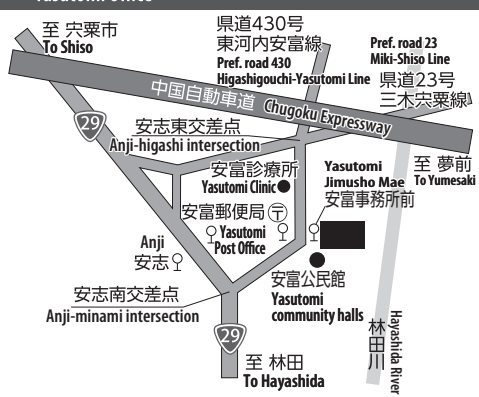 至 宍粟市
To Shiso
県道430号
東河内安富線
Pref. road 430
Higashigouchi-Yasutomi Line
Pref. road 23
Miki-Shiso Line
県道23号
三木宍粟線
中国自動車道 Chugoku Expressway
29
安志東交差点
Anji-higashi intersection
至 夢前
To Yumesaki
安富診療所
Yasutomi Clinic
Yasutomi
Jimusho Mae
安富事務所前
安富郵便局 〒
Yasutomi
Post Office
Anji
安志
安富公民館
Yasutomi
community halls
安志南交差点
Anji-minami intersection
29
至 林田
To Hayashida
林田川
Hayashida River